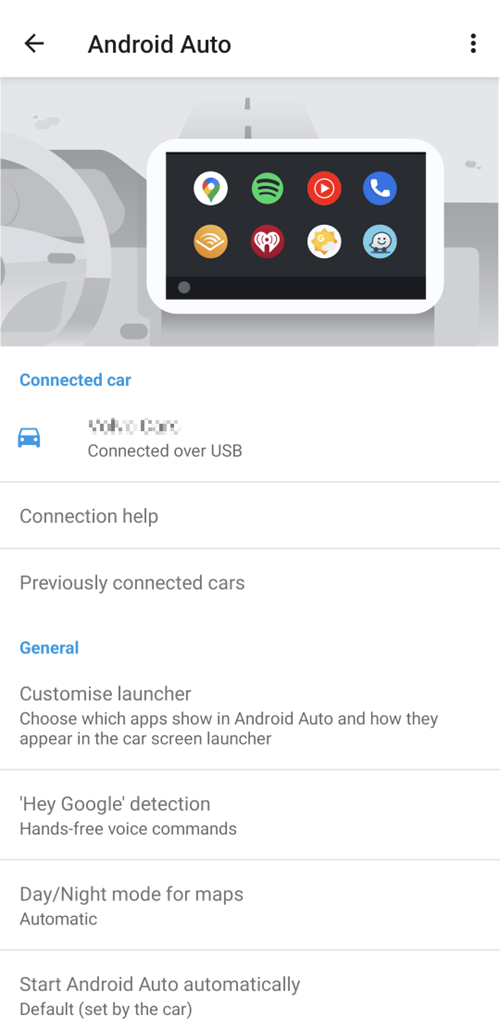 Android Auto
Connected car
Connected over USB
Connection help
Previously connected cars
General
Customise launcher
Choose which apps show in Android Auto and how they
appear in the car screen launcher
'Hey Google' detection
Hands-free voice commands
Day/Night mode for maps
Automatic
Start Android Auto automatically
Default (set by the car)